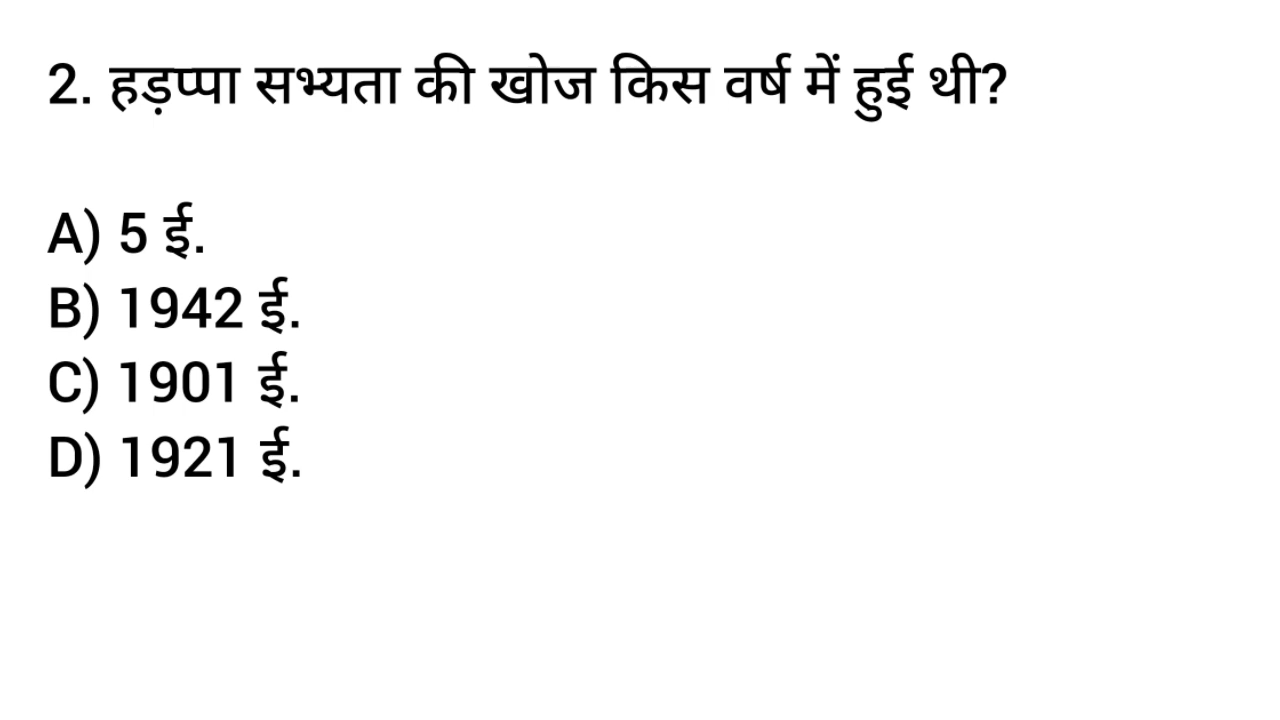 2. हड़प्पा सभ्यता की खोज किस वर्ष में हुई थी?
A) 5 ई.
B) 1942 ई.
C) 1901 ई.
D) 1921 ई.